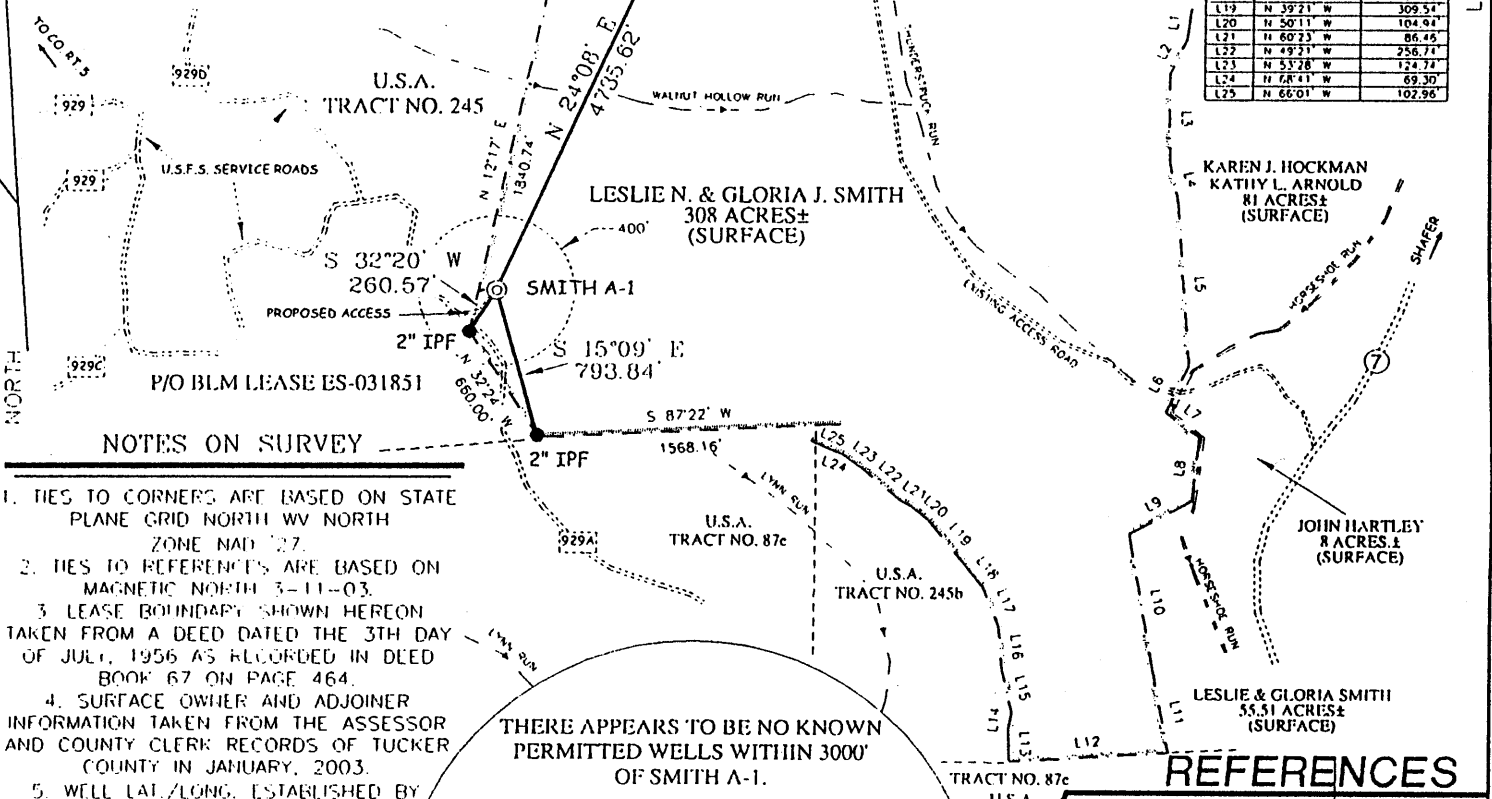 L19 N 39°21' W 309.54'
L20 N 50°11' W 104.94'
L21 N 60°23' W 86.46'
L22 N 49°21' W 256.71'
L23 N 53°28' W 124.74'
L24 N 68°41' W 69.30'
L25 N 66°01' W 102.96'
TO CO. RT. 5
929D
929
929
929C
U.S.A.
TRACT NO. 245
U.S.F.S. SERVICE ROADS
N 12°17' E
1340.74'
N 24°08' E
4735.62'
WALNUT HOLLOW RUN
THUNDERSTRUCK RUN
LESLIE N. & GLORIA J. SMITH
308 ACRES±
(SURFACE)
400'
S 32°20' W
260.57'
SMITH A-1
PROPOSED ACCESS
2" IPF
S 15°09' E
793.84'
N 32°24' W
660.00'
P/O BLM LEASE ES-031851
NORTH
EXISTING ACCESS ROAD
L1
L2
L3
L4
L5
L6
L7
L8
L9
L10
L11
L12
L13
L14
L15
L16
L17
L18
L19
L20
L21
L22
L23
L24
L25
KAREN J. HOCKMAN
KATHY L. ARNOLD
81 ACRES±
(SURFACE)
HORSESHOE RUN
SHAFER
7
S 87°22' W
1568.16'
2" IPF
LYNN RUN
U.S.A.
TRACT NO. 87c
929A
U.S.A.
TRACT NO. 245b
JOHN HARTLEY
8 ACRES.±
(SURFACE)
HORSESHOE RUN
LESLIE & GLORIA SMITH
55.51 ACRES±
(SURFACE)
LYNN RUN
NOTES ON SURVEY
1. TIES TO CORNERS ARE BASED ON STATE
PLANE GRID NORTH WV NORTH
ZONE NAD '27.
2. TIES TO REFERENCES ARE BASED ON
MAGNETIC NORTH 3-11-03.
3 LEASE BOUNDARY SHOWN HEREON
TAKEN FROM A DEED DATED THE 3TH DAY
OF JULY, 1956 AS RECORDED IN DEED
BOOK 67 ON PAGE 464.
4. SURFACE OWNER AND ADJOINER
INFORMATION TAKEN FROM THE ASSESSOR
AND COUNTY CLERK RECORDS OF TUCKER
COUNTY IN JANUARY, 2003.
5. WELL LAT./LONG. ESTABLISHED BY
THERE APPEARS TO BE NO KNOWN
PERMITTED WELLS WITHIN 3000'
OF SMITH A-1.
TRACT NO. 87c
U.S.A.
REFERENCES